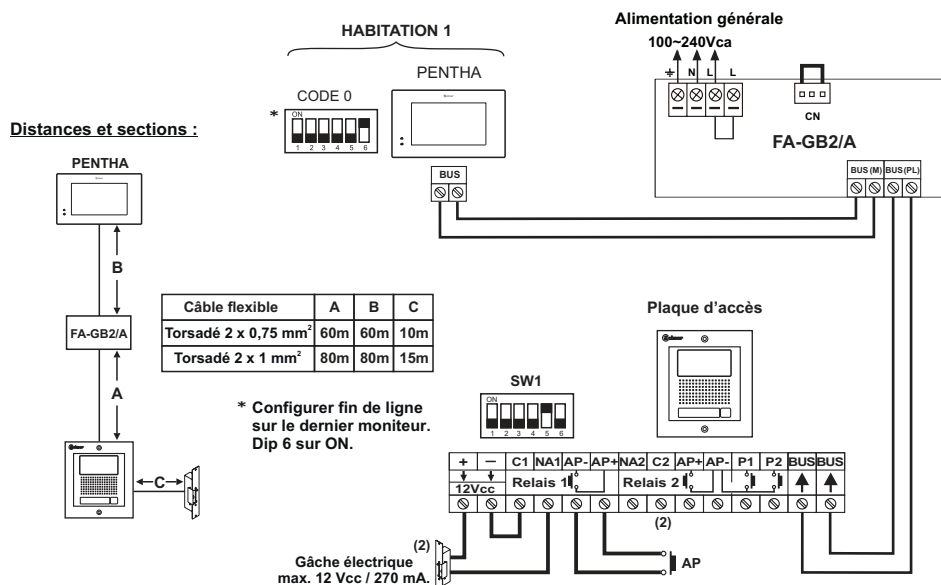 HABITATION 1
PENTHA
CODE 0
*
ON
1 2 3 4 5 6
BUS
Alimentation générale
100~240Vca
N L L
CN
FA-GB2/A
BUS (M) BUS (PL)
Distances et sections :
PENTHA
B
FA-GB2/A
A
C
Câble flexible A B C
Torsadé 2 x 0,75 mm² 60m 60m 10m
Torsadé 2 x 1 mm² 80m 80m 15m
* Configurer fin de ligne
sur le dernier moniteur.
Dip 6 sur ON.
Plaque d'accès
SW1
ON
1 2 3 4 5 6
+ − C1 NA1 AP- AP+ NA2 C2 AP+ AP- P1 P2 BUS BUS
12Vcc Relais 1 Relais 2
(2)
(2)
Gâche électrique
max. 12 Vcc / 270 mA.
AP